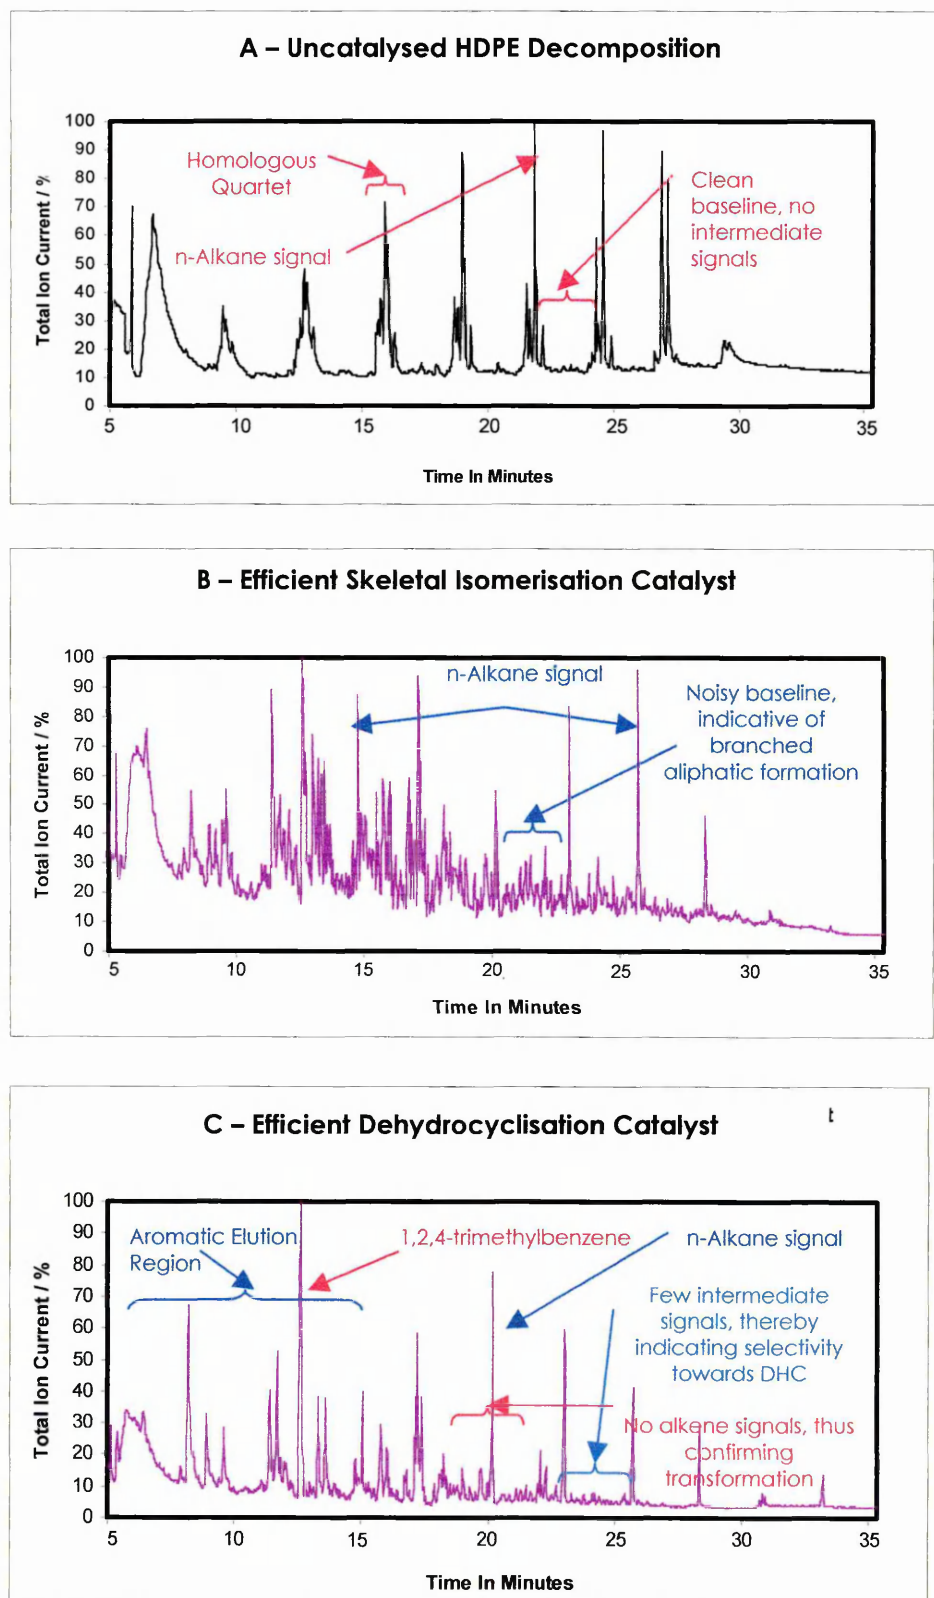 A – Uncatalysed HDPE Decomposition
Total Ion Current / %
100
90
80
70
60
50
40
30
20
10
0
Homologous
Quartet
n-Alkane signal
Clean
baseline, no
intermediate
signals
5
10
15
20
25
30
35
Time In Minutes
B – Efficient Skeletal Isomerisation Catalyst
Total Ion Current / %
100
90
80
70
60
50
40
30
20
10
0
n-Alkane signal
Noisy baseline,
indicative of
branched
aliphatic formation
5
10
15
20
25
30
35
Time In Minutes
C – Efficient Dehydrocyclisation Catalyst
t
Total Ion Current / %
100
90
80
70
60
50
40
30
20
10
0
Aromatic Elution
Region
1,2,4-trimethylbenzene
n-Alkane signal
Few intermediate
signals, thereby
indicating selectivity
towards DHC
No alkene signals, thus
confirming
transformation
5
10
15
20
25
30
35
Time In Minutes